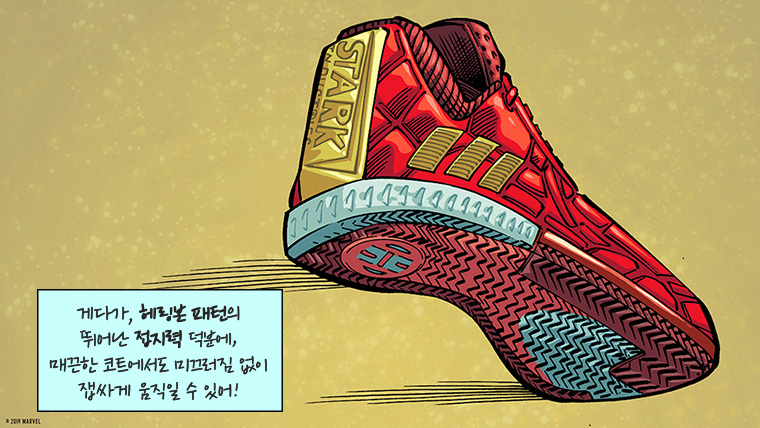 STARK
INDUSTRIES
게다가, 헤링본 패턴의
뛰어난 접지력 덕분에,
매끈한 코트에서도 미끄러짐 없이
잽싸게 움직일 수 있어!
© 2019 MARVEL